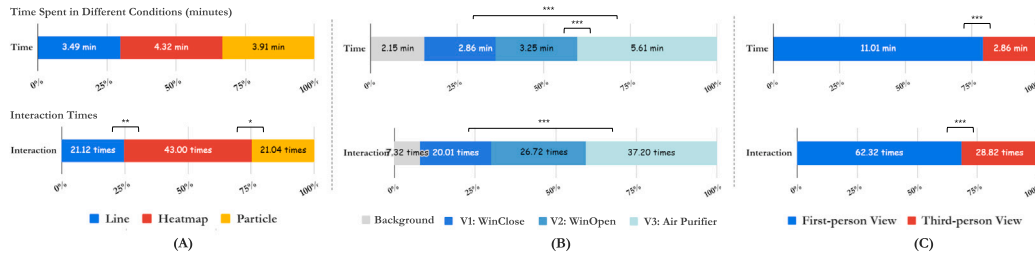 Time Spent in Different Conditions (minutes)
Time 3.49 min 4.32 min 3.91 min
0% 25% 50% 75% 100%
Interaction Times
** *
Interaction 21.12 times 43.00 times 21.04 times
0% 25% 50% 75% 100%
Line Heatmap Particle
(A)
***
***
Time 2.15 min 2.86 min 3.25 min 5.61 min
0% 25% 50% 75% 100%
***
Interaction 7.32 times 20.01 times 26.72 times 37.20 times
0% 25% 50% 75% 100%
Background V1: WinClose V2: WinOpen V3: Air Purifier
(B)
***
Time 11.01 min 2.86 min
0% 25% 50% 75% 100%
***
Interaction 62.32 times 28.82 times
0% 25% 50% 75% 100%
First-person View Third-person View
(C)